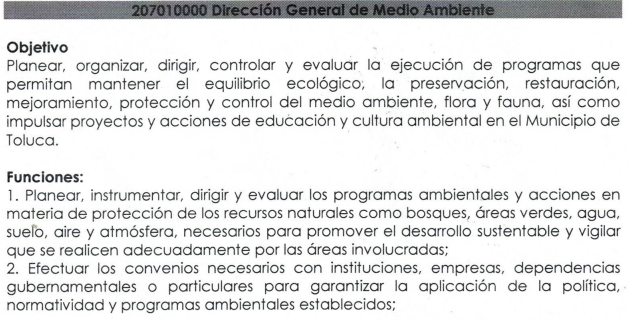 207010000 Dirección General de Medio Ambiente
Objetivo
Planear, organizar, dirigir, controlar y evaluar la ejecución de programas que
permitan mantener el equilibrio ecológico; la preservación, restauración,
mejoramiento, protección y control del medio ambiente, flora y fauna, así como
impulsar proyectos y acciones de educación y cultura ambiental en el Municipio de
Toluca.
Funciones:
1. Planear, instrumentar, dirigir y evaluar los programas ambientales y acciones en
materia de protección de los recursos naturales como bosques, áreas verdes, agua,
suelo, aire y atmósfera, necesarios para promover el desarrollo sustentable y vigilar
que se realicen adecuadamente por las áreas involucradas;
2. Efectuar los convenios necesarios con instituciones, empresas, dependencias
gubernamentales o particulares para garantizar la aplicación de la política,
normatividad y programas ambientales establecidos;